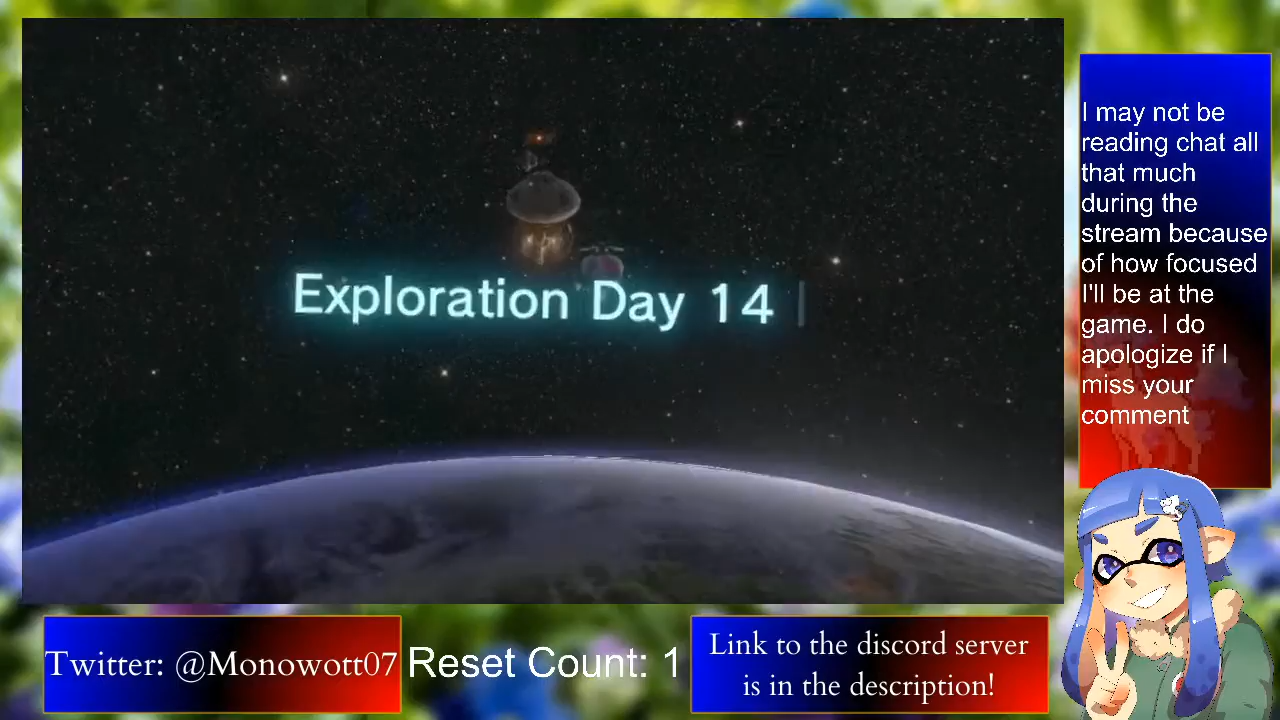 Exploration Day 14
I may not be
reading chat all
that much
during the
stream because
of how focused
I'll be at the
game. I do
apologize if I
miss your
comment
Twitter: @Monowott07
Reset Count: 1
Link to the discord server
is in the description!